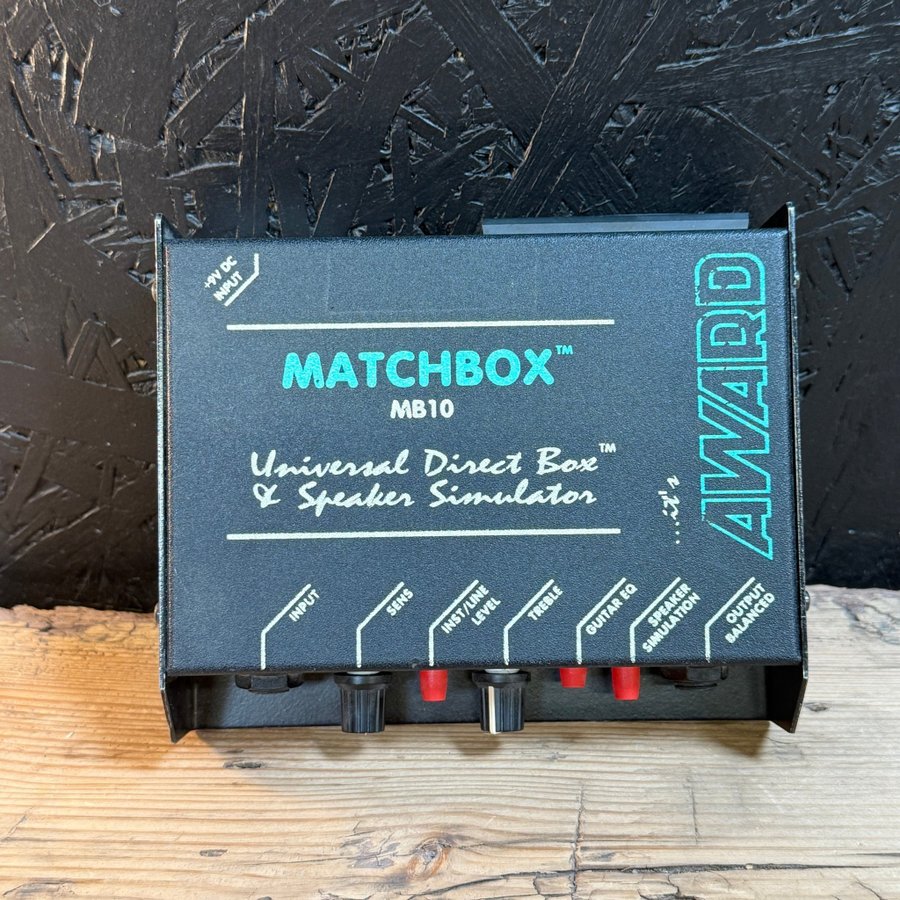 +9V DC
INPUT
MATCHBOX™
MB10
Universal Direct Box™
& Speaker Simulator
...it's
AWARD
INPUT
SENS
INST/LINE
LEVEL
TREBLE
GUITAR EQ
SPEAKER
SIMULATION
OUTPUT
BALANCED